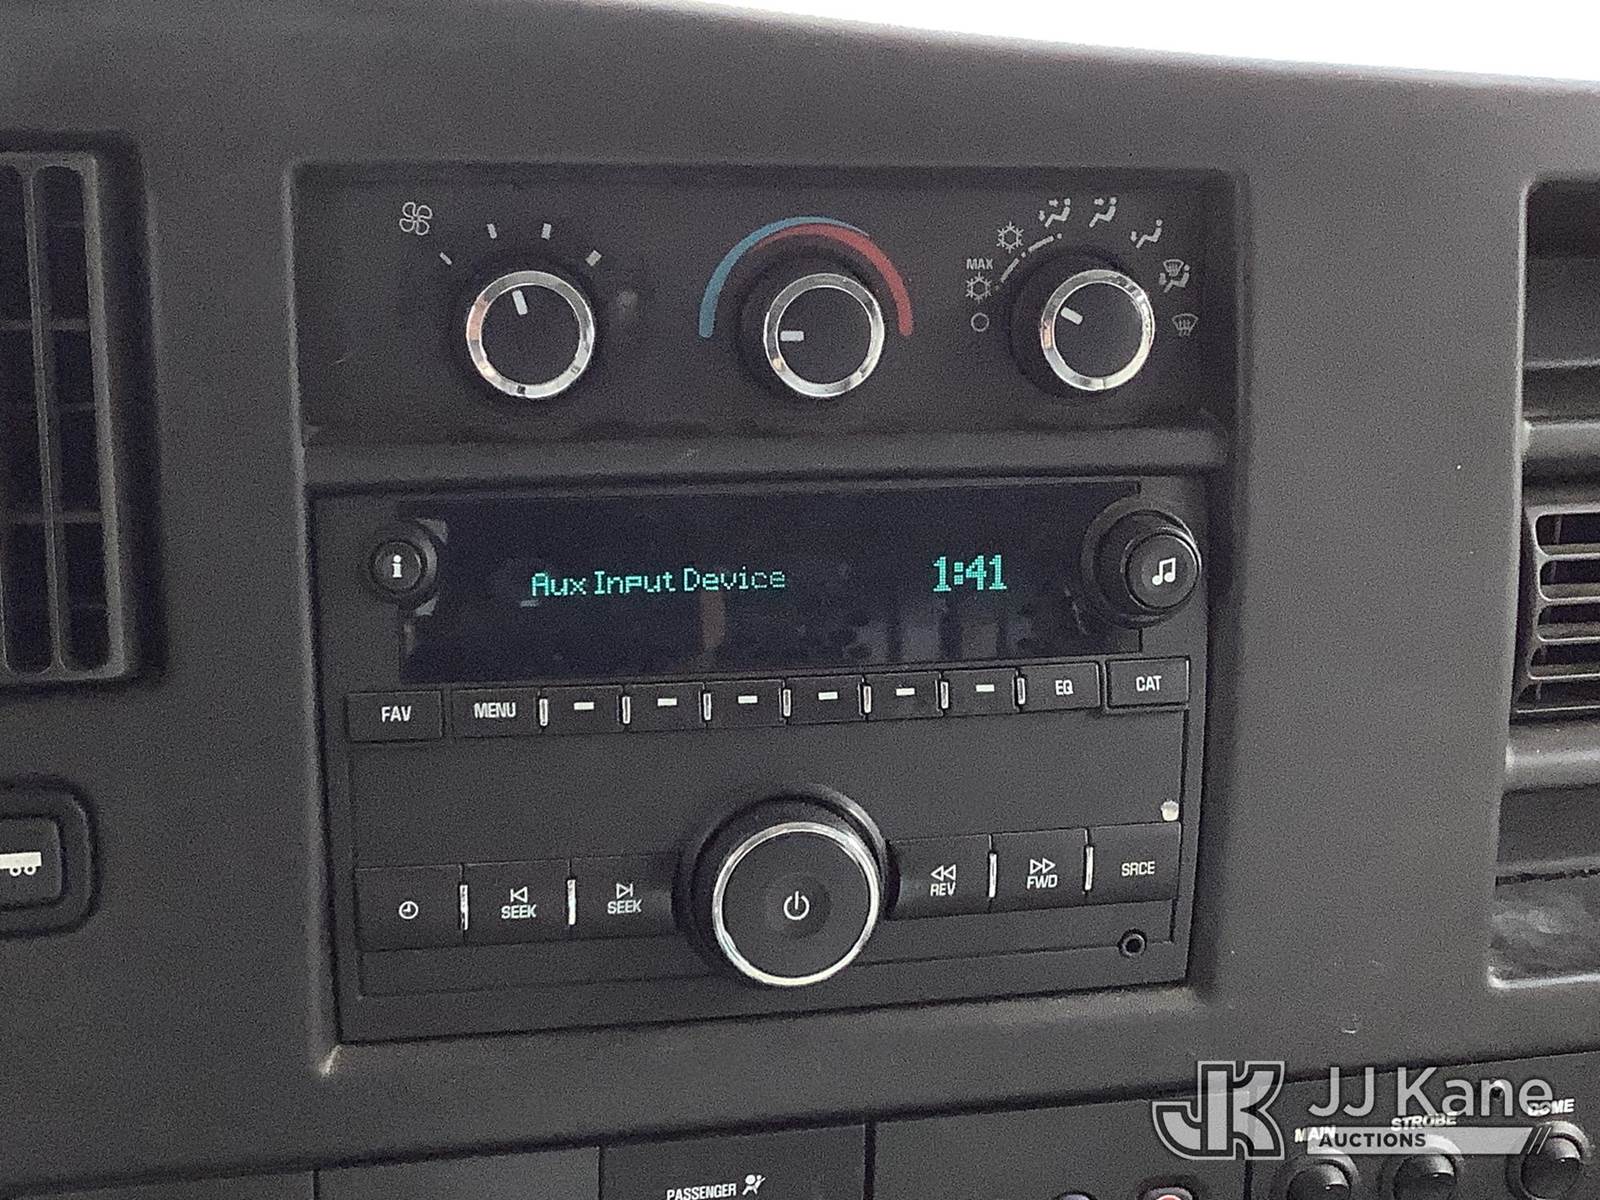 MAX
i
Aux Input Device 1:41
FAV MENU EQ CAT
SEEK SEEK REV FWD SRCE
JK JJ Kane
AUCTIONS
MAIN STROBE DOME
PASSENGER